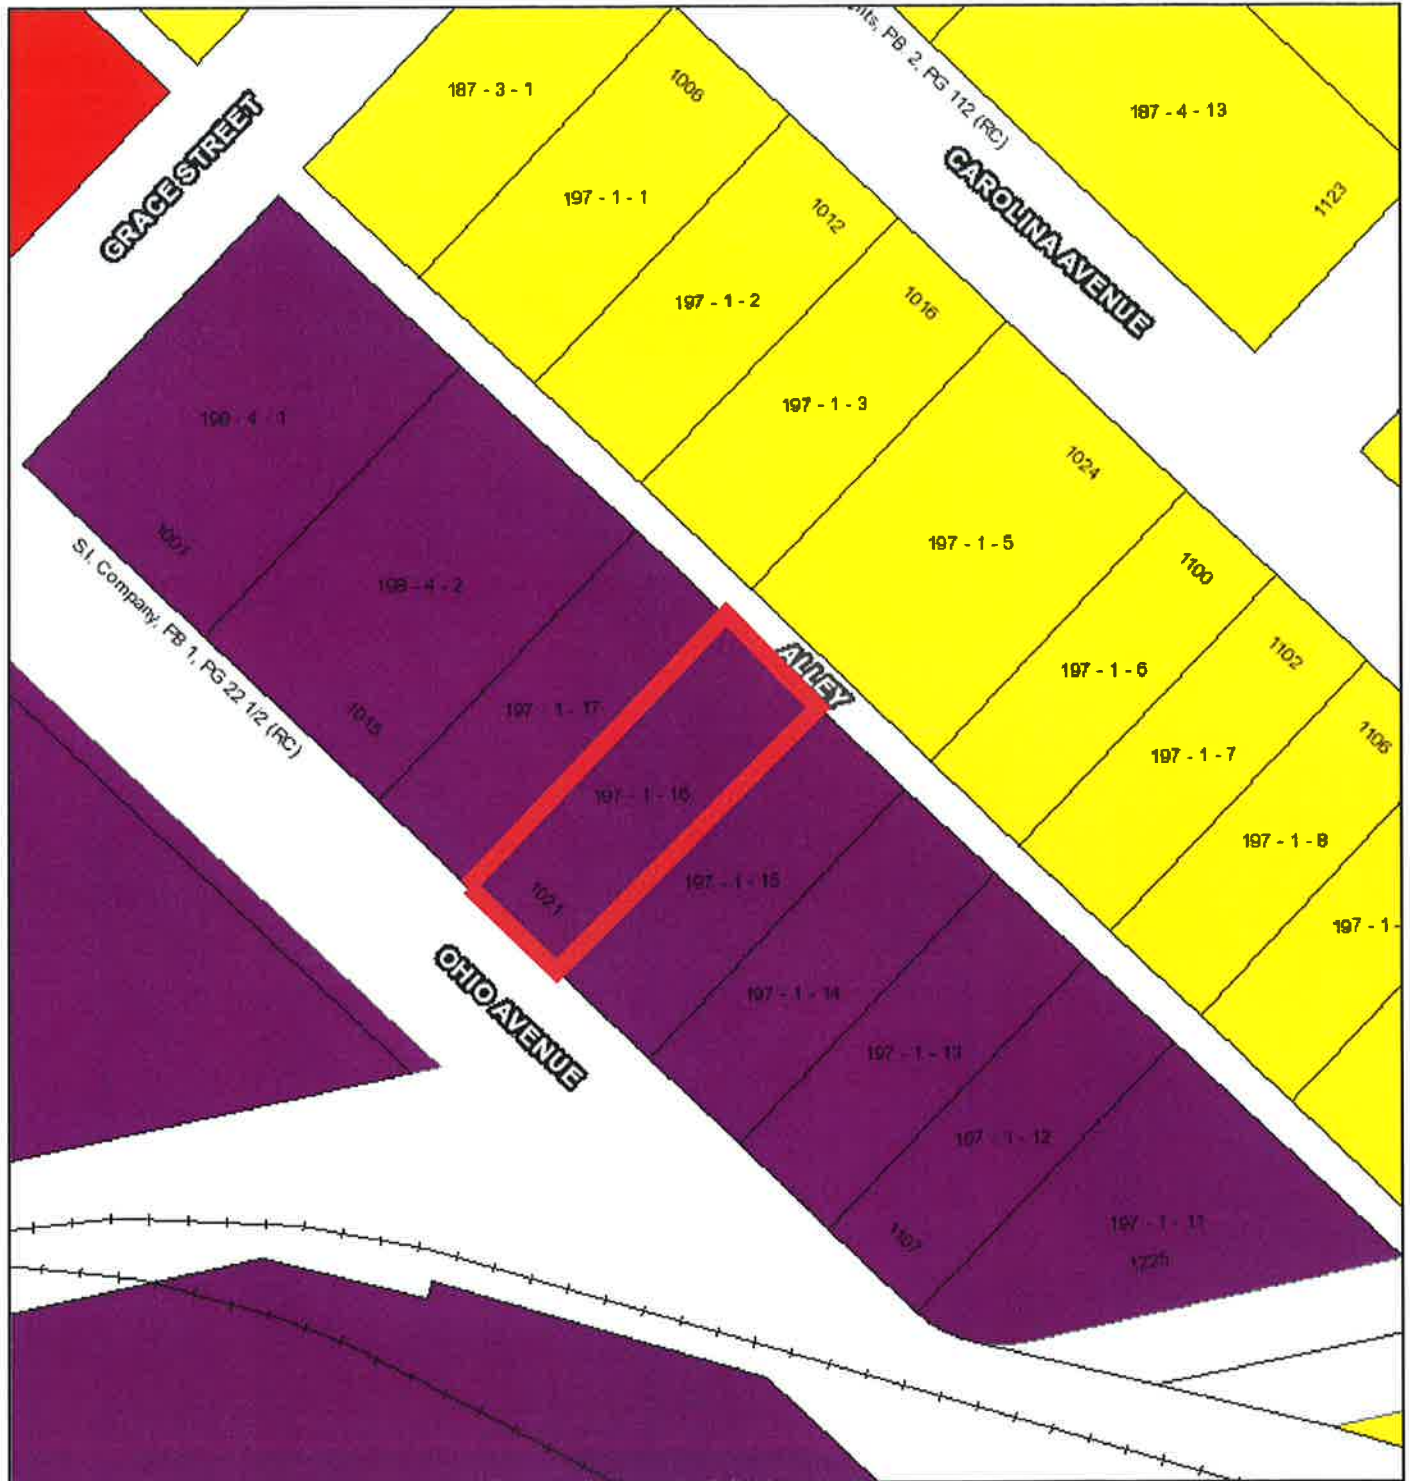 187 - 3 - 1
1006
PB 2, PG 112 (RC)
187 - 4 - 13
GRACE STREET
197 - 1 - 1
1012
CAROLINA AVENUE
1123
197 - 1 - 2
1016
197 - 1 - 3
1024
198 - 4 - 2
197 - 1 - 5
1100
S.I. Company, PB 1, PG 22 1/2 (RC)
1015
197 - 1 - 17
ALLEY
197 - 1 - 6
1102
197 - 1 - 7
1106
197 - 1 - 16
197 - 1 - 8
1021
197 - 1 - 15
197 - 1 -
OHIO AVENUE
197 - 1 - 14
197 - 1 - 13
197 - 1 - 12
1107
197 - 1 - 11
1225